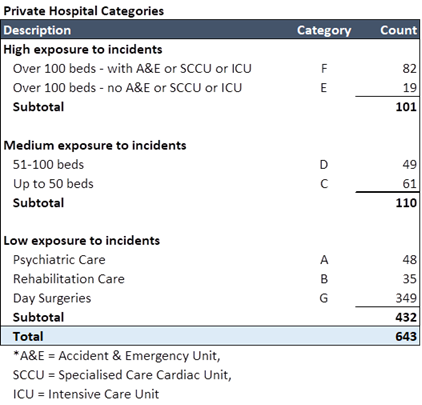 Private Hospital Categories
Description Category Count
High exposure to incidents
Over 100 beds - with A&E or SCCU or ICU F 82
Over 100 beds - no A&E or SCCU or ICU E 19
Subtotal 101
Medium exposure to incidents
51-100 beds D 49
Up to 50 beds C 61
Subtotal 110
Low exposure to incidents
Psychiatric Care A 48
Rehabilitation Care B 35
Day Surgeries G 349
Subtotal 432
Total 643
*A&E = Accident & Emergency Unit,
SCCU = Specialised Care Cardiac Unit,
ICU = Intensive Care Unit